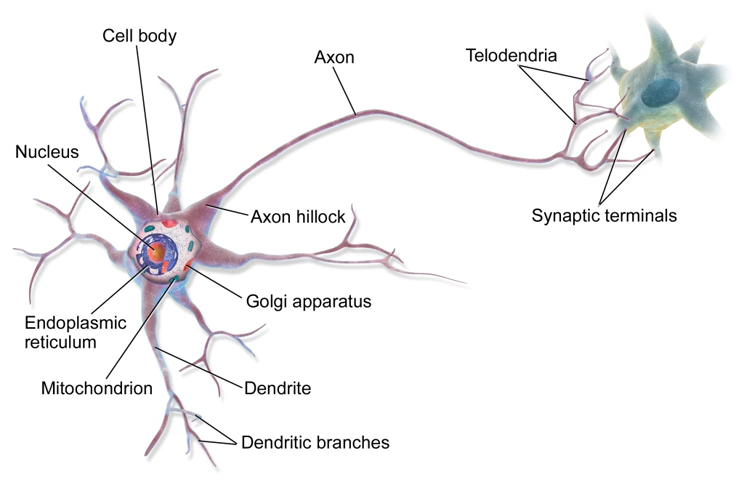 Cell body
Axon
Telodendria
Nucleus
Axon hillock
Synaptic terminals
Golgi apparatus
Endoplasmic
reticulum
Mitochondrion
Dendrite
Dendritic branches